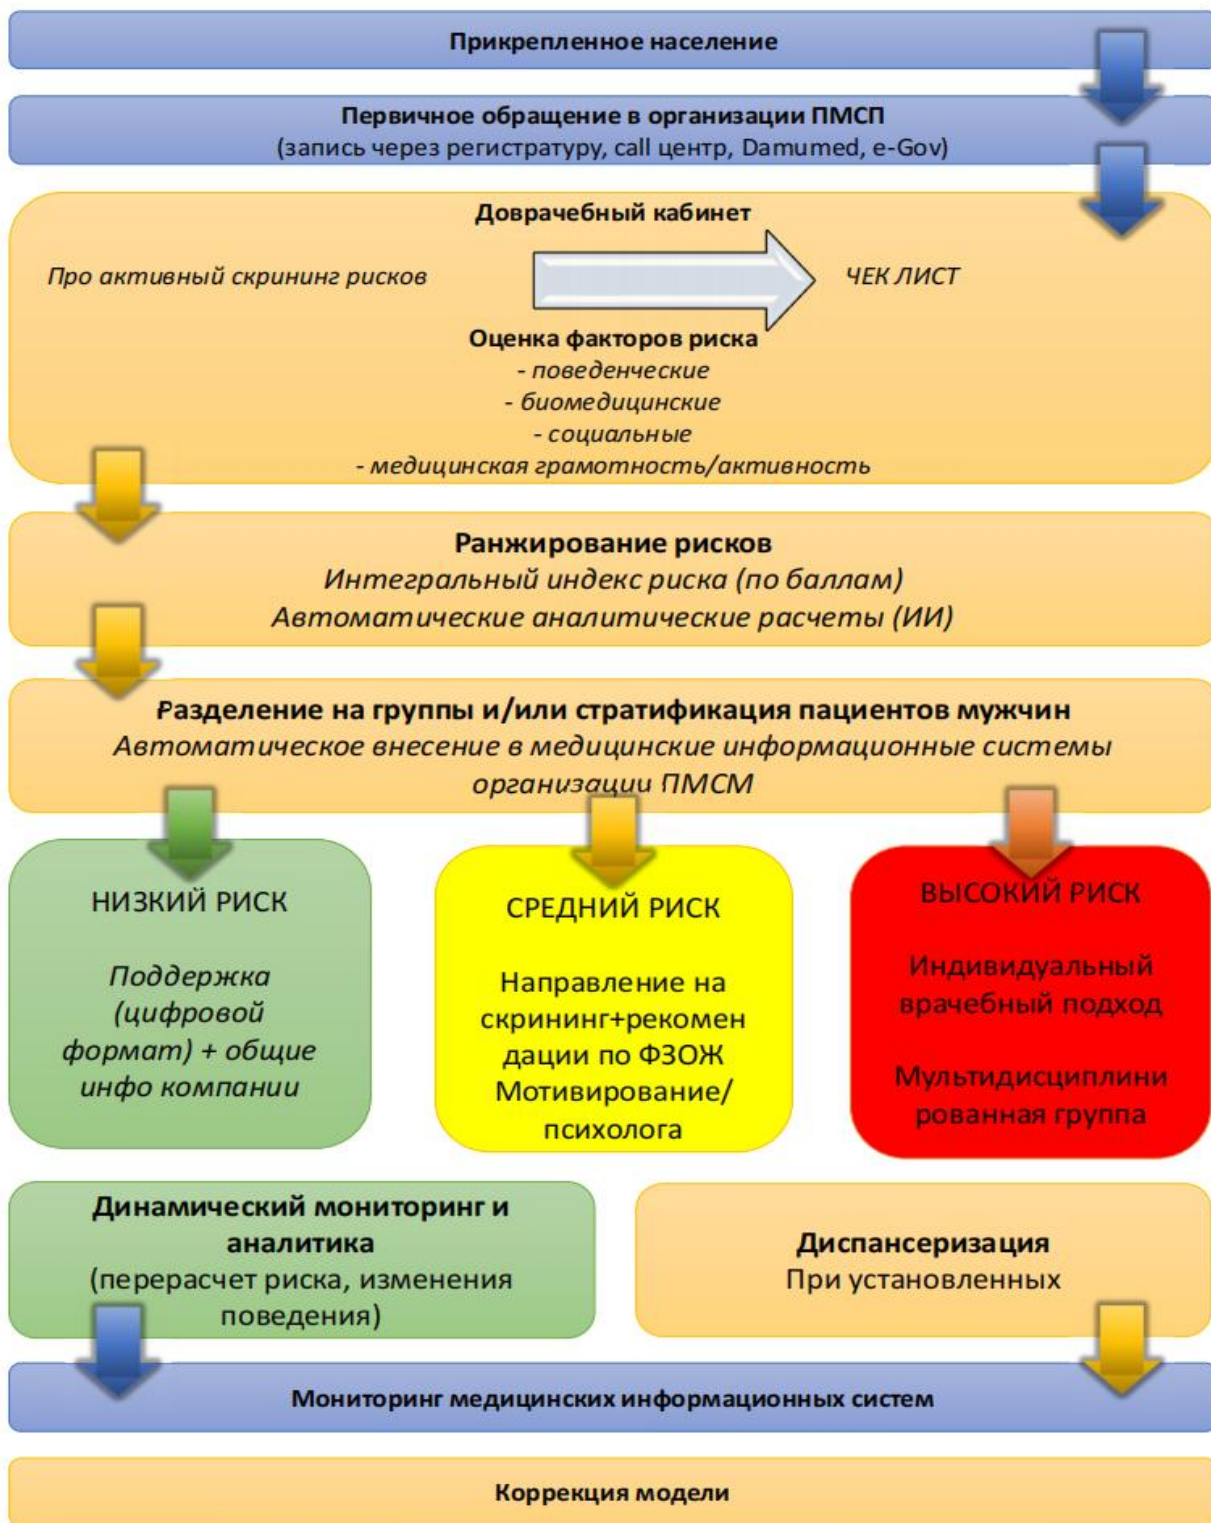 Прикрепленное население
Первичное обращение в организации ПМСП
(запись через регистратуру, call центр, Damumed, e-Gov)
Доврачебный кабинет
Про активный скрининг рисков
ЧЕК ЛИСТ
Оценка факторов риска
- поведенческие
- биомедицинские
- социальные
- медицинская грамотность/активность
Ранжирование рисков
Интегральный индекс риска (по баллам)
Автоматические аналитические расчеты (ИИ)
Разделение на группы и/или стратификация пациентов мужчин
Автоматическое внесение в медицинские информационные системы
организации ПМСМ
НИЗКИЙ РИСК
Поддержка
(цифровой
формат) + общие
инфо компании
СРЕДНИЙ РИСК
Направление на
скрининг+рекомен
дации по ФЗОЖ
Мотивирование/
психолога
ВЫСОКИЙ РИСК
Индивидуальный
врачебный подход
Мультидисциплини
рованная группа
Динамический мониторинг и
аналитика
(перерасчет риска, изменения
поведения)
Диспансеризация
При установленных
Мониторинг медицинских информационных систем
Коррекция модели